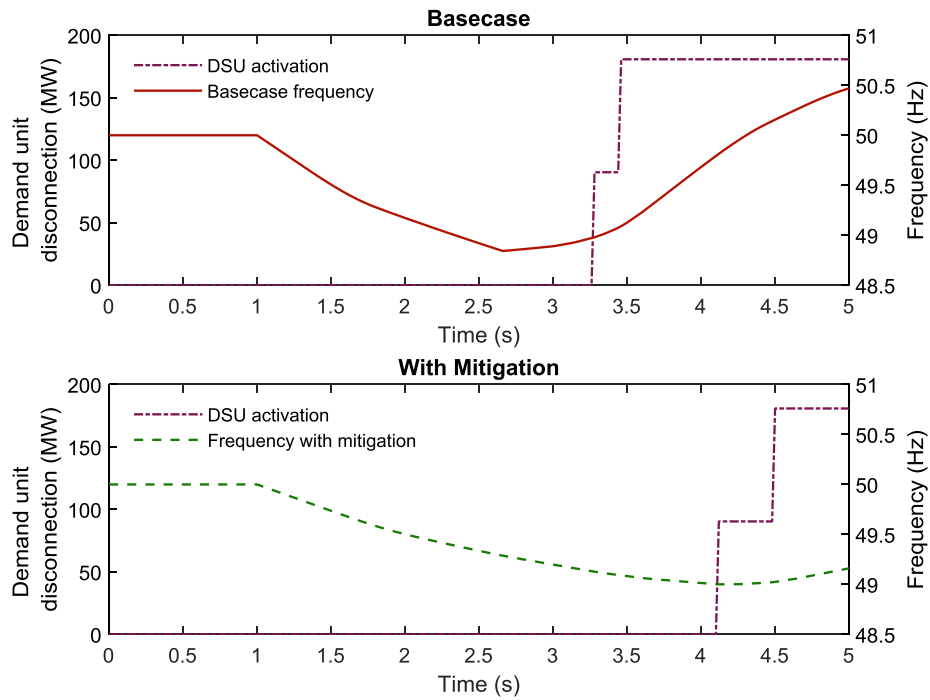 Basecase
DSU activation
Basecase frequency
Demand unit
disconnection (MW)
200
150
100
50
0
51
50.5
50
49.5
49
48.5
Frequency (Hz)
0 0.5 1 1.5 2 2.5 3 3.5 4 4.5 5
Time (s)
With Mitigation
DSU activation
Frequency with mitigation
Demand unit
disconnection (MW)
200
150
100
50
0
51
50.5
50
49.5
49
48.5
Frequency (Hz)
0 0.5 1 1.5 2 2.5 3 3.5 4 4.5 5
Time (s)